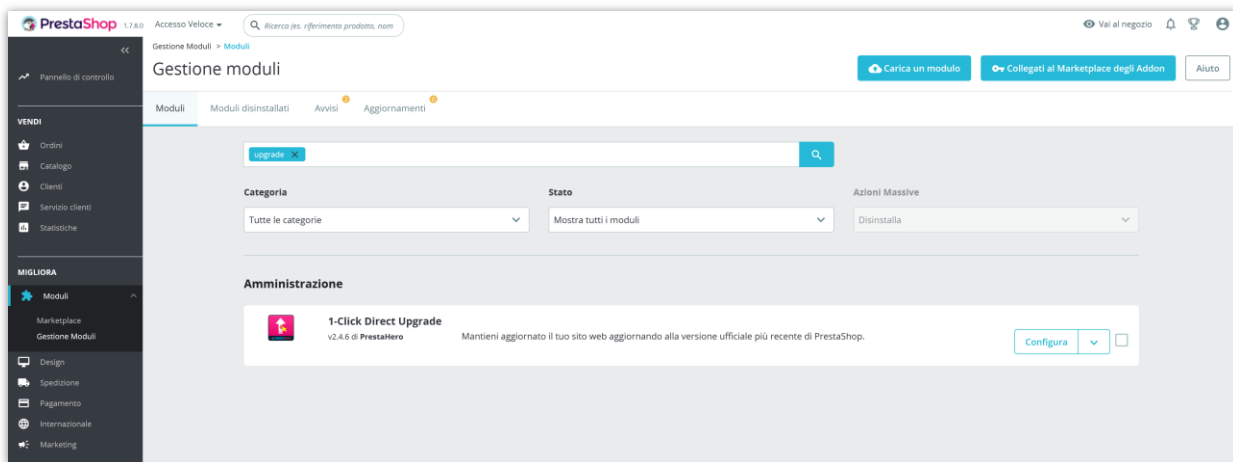 PrestaShop 1.7.8.0 Accesso Veloce Ricerca (es. riferimento prodotto, nom Vai al negozio
Gestione Moduli > Moduli
Gestione moduli
Carica un modulo Collegati al Marketplace degli Addon Aiuto
Moduli Moduli disinstallati Avvisi 2 Aggiornamenti
Pannello di controllo
VENDI
Ordini
Catalogo
Clienti
Servizio clienti
Statistiche
MIGLIORA
Moduli
Marketplace
Gestione Moduli
Design
Spedizione
Pagamento
Internazionale
Marketing
upgrade
Categoria Stato Azioni Massive
Tutte le categorie Mostra tutti i moduli Disinstalla
Amministrazione
1-Click Direct Upgrade
v2.4.6 di PrestaHero Mantieni aggiornato il tuo sito web aggiornando alla versione ufficiale più recente di PrestaShop.
Configura